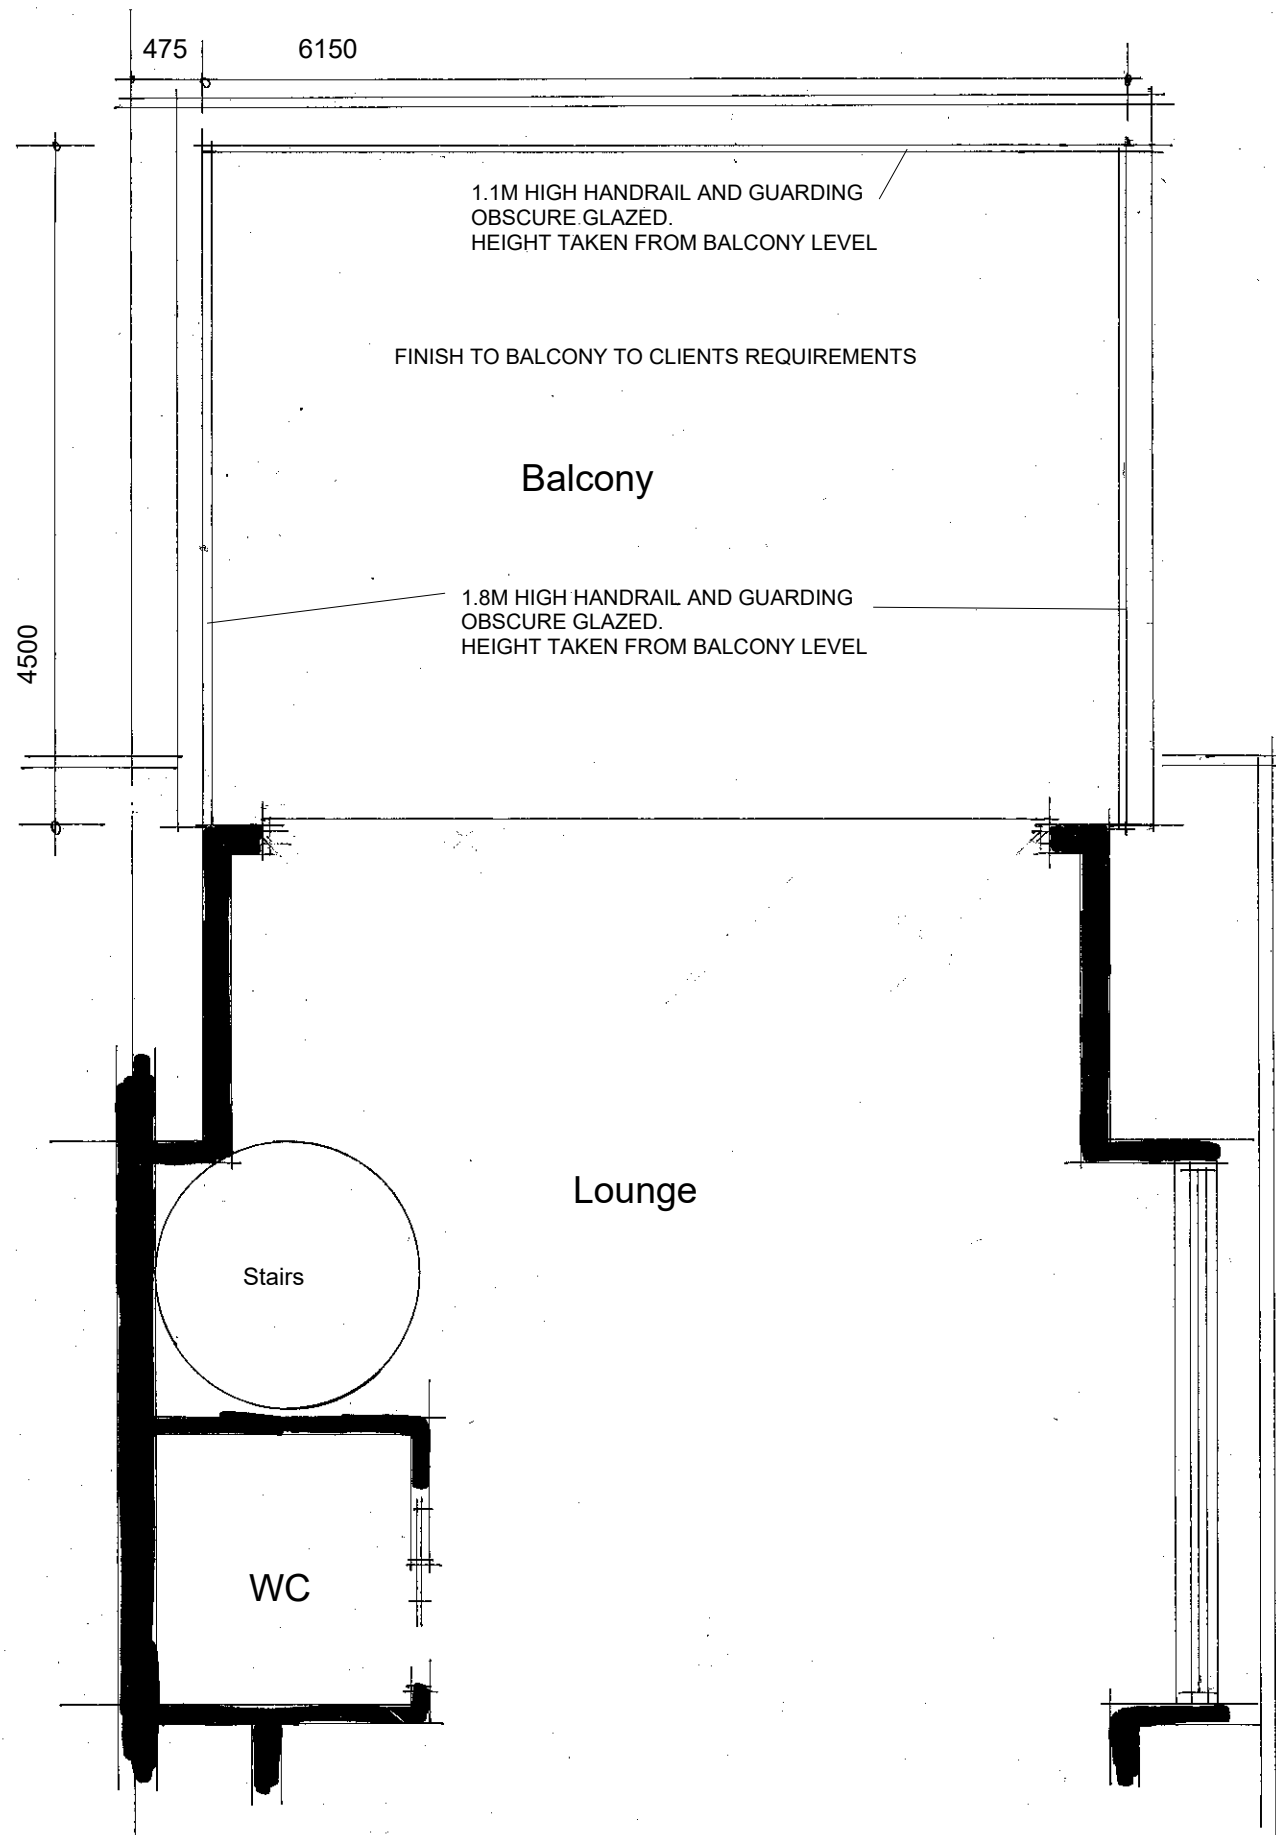 475
6150
1.1M HIGH HANDRAIL AND GUARDING
OBSCURE GLAZED.
HEIGHT TAKEN FROM BALCONY LEVEL
FINISH TO BALCONY TO CLIENTS REQUIREMENTS
Balcony
1.8M HIGH HANDRAIL AND GUARDING
OBSCURE GLAZED.
HEIGHT TAKEN FROM BALCONY LEVEL
4500
Lounge
Stairs
WC